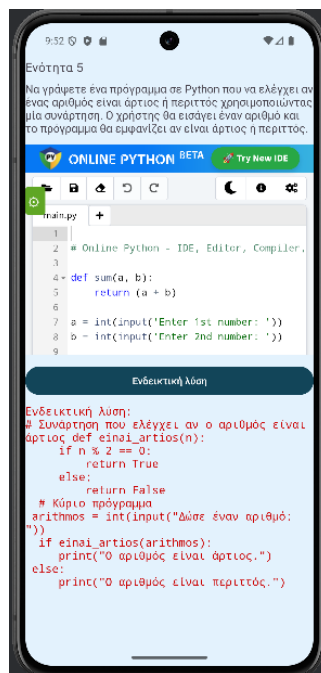 9:52
Ενότητα 5
Να γράψετε ένα πρόγραμμα σε Python που να ελέγχει αν
ένας αριθμός είναι άρτιος ή περιττός χρησιμοποιώντας
μία συνάρτηση. Ο χρήστης θα εισάγει έναν αριθμό και
το πρόγραμμα θα εμφανίζει αν είναι άρτιος ή περιττός.
ONLINE PYTHON BETA
Try New IDE
main.py +
1
2 # Online Python - IDE, Editor, Compiler,
3
4 def sum(a, b):
5 return (a + b)
6
7 a = int(input('Enter 1st number: '))
8 b = int(input('Enter 2nd number: '))
9
Ενδεικτική λύση
Ενδεικτική λύση:
# Συνάρτηση που ελέγχει αν ο αριθμός είναι
άρτιος def einai_artios(n):
if n % 2 == 0:
return True
else:
return False
# Κύριο πρόγραμμα
arithmos = int(input("Δώσε έναν αριθμό:
"))
if einai_artios(arithmos):
print("Ο αριθμός είναι άρτιος.")
else:
print("Ο αριθμός είναι περιττός.")